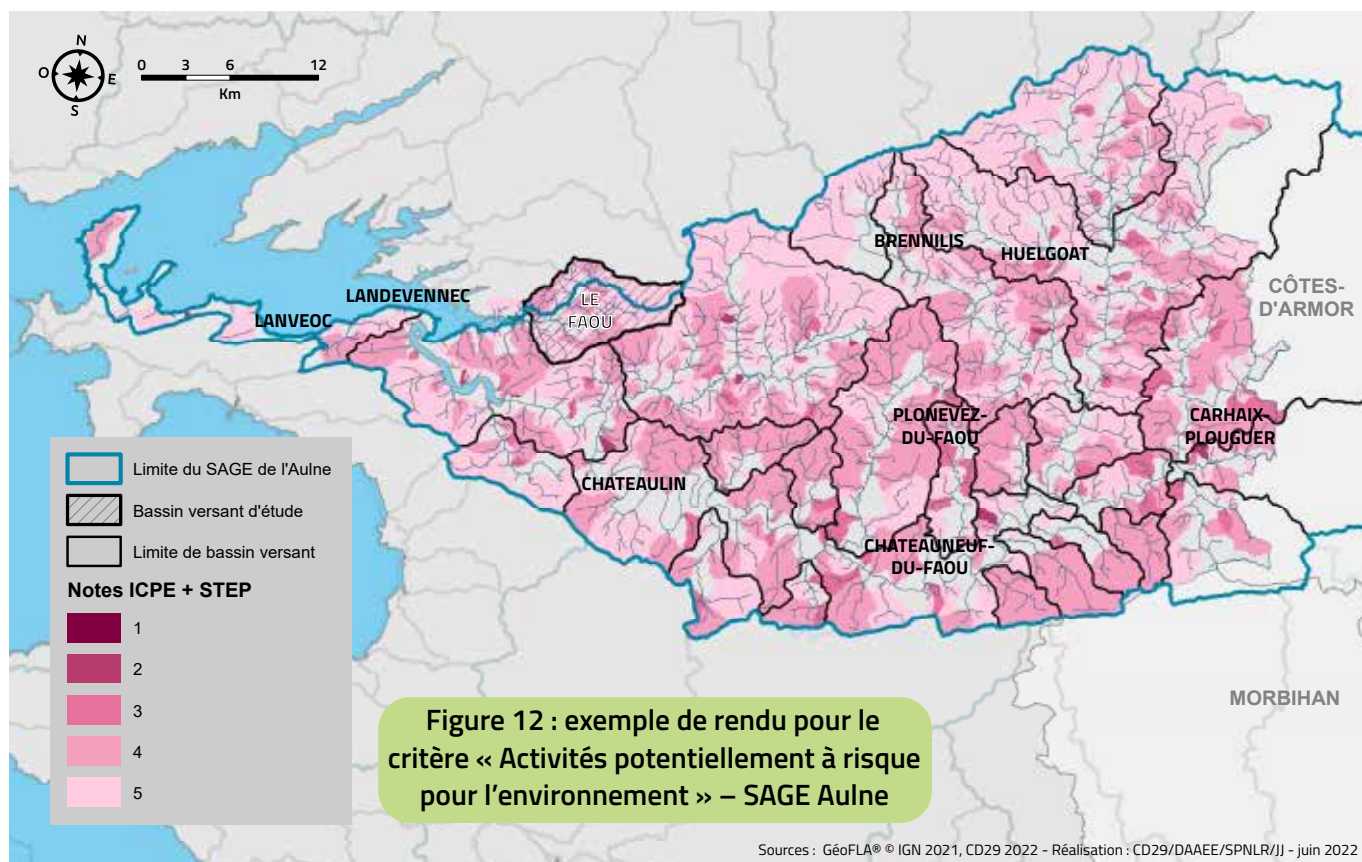 N
O
E
S
0 3 6 12
Km
BRENNILIS
HUELGOAT
CÔTES-
D'ARMOR
LANDEVENNEC
LE
FAOU
LANVEOC
PLONEVEZ-
DU-FAOU
CARHAIX-
PLOUGUER
CHATEAULIN
CHATEAUNEUF-
DU-FAOU
MORBIHAN
Limite du SAGE de l'Aulne
Bassin versant d'étude
Limite de bassin versant
Notes ICPE + STEP
1
2
3
4
5
Figure 12 : exemple de rendu pour le
critère « Activités potentiellement à risque
pour l’environnement » – SAGE Aulne
Sources : GéoFLA® © IGN 2021, CD29 2022 - Réalisation : CD29/DAAEE/SPNLR/JJ - juin 2022